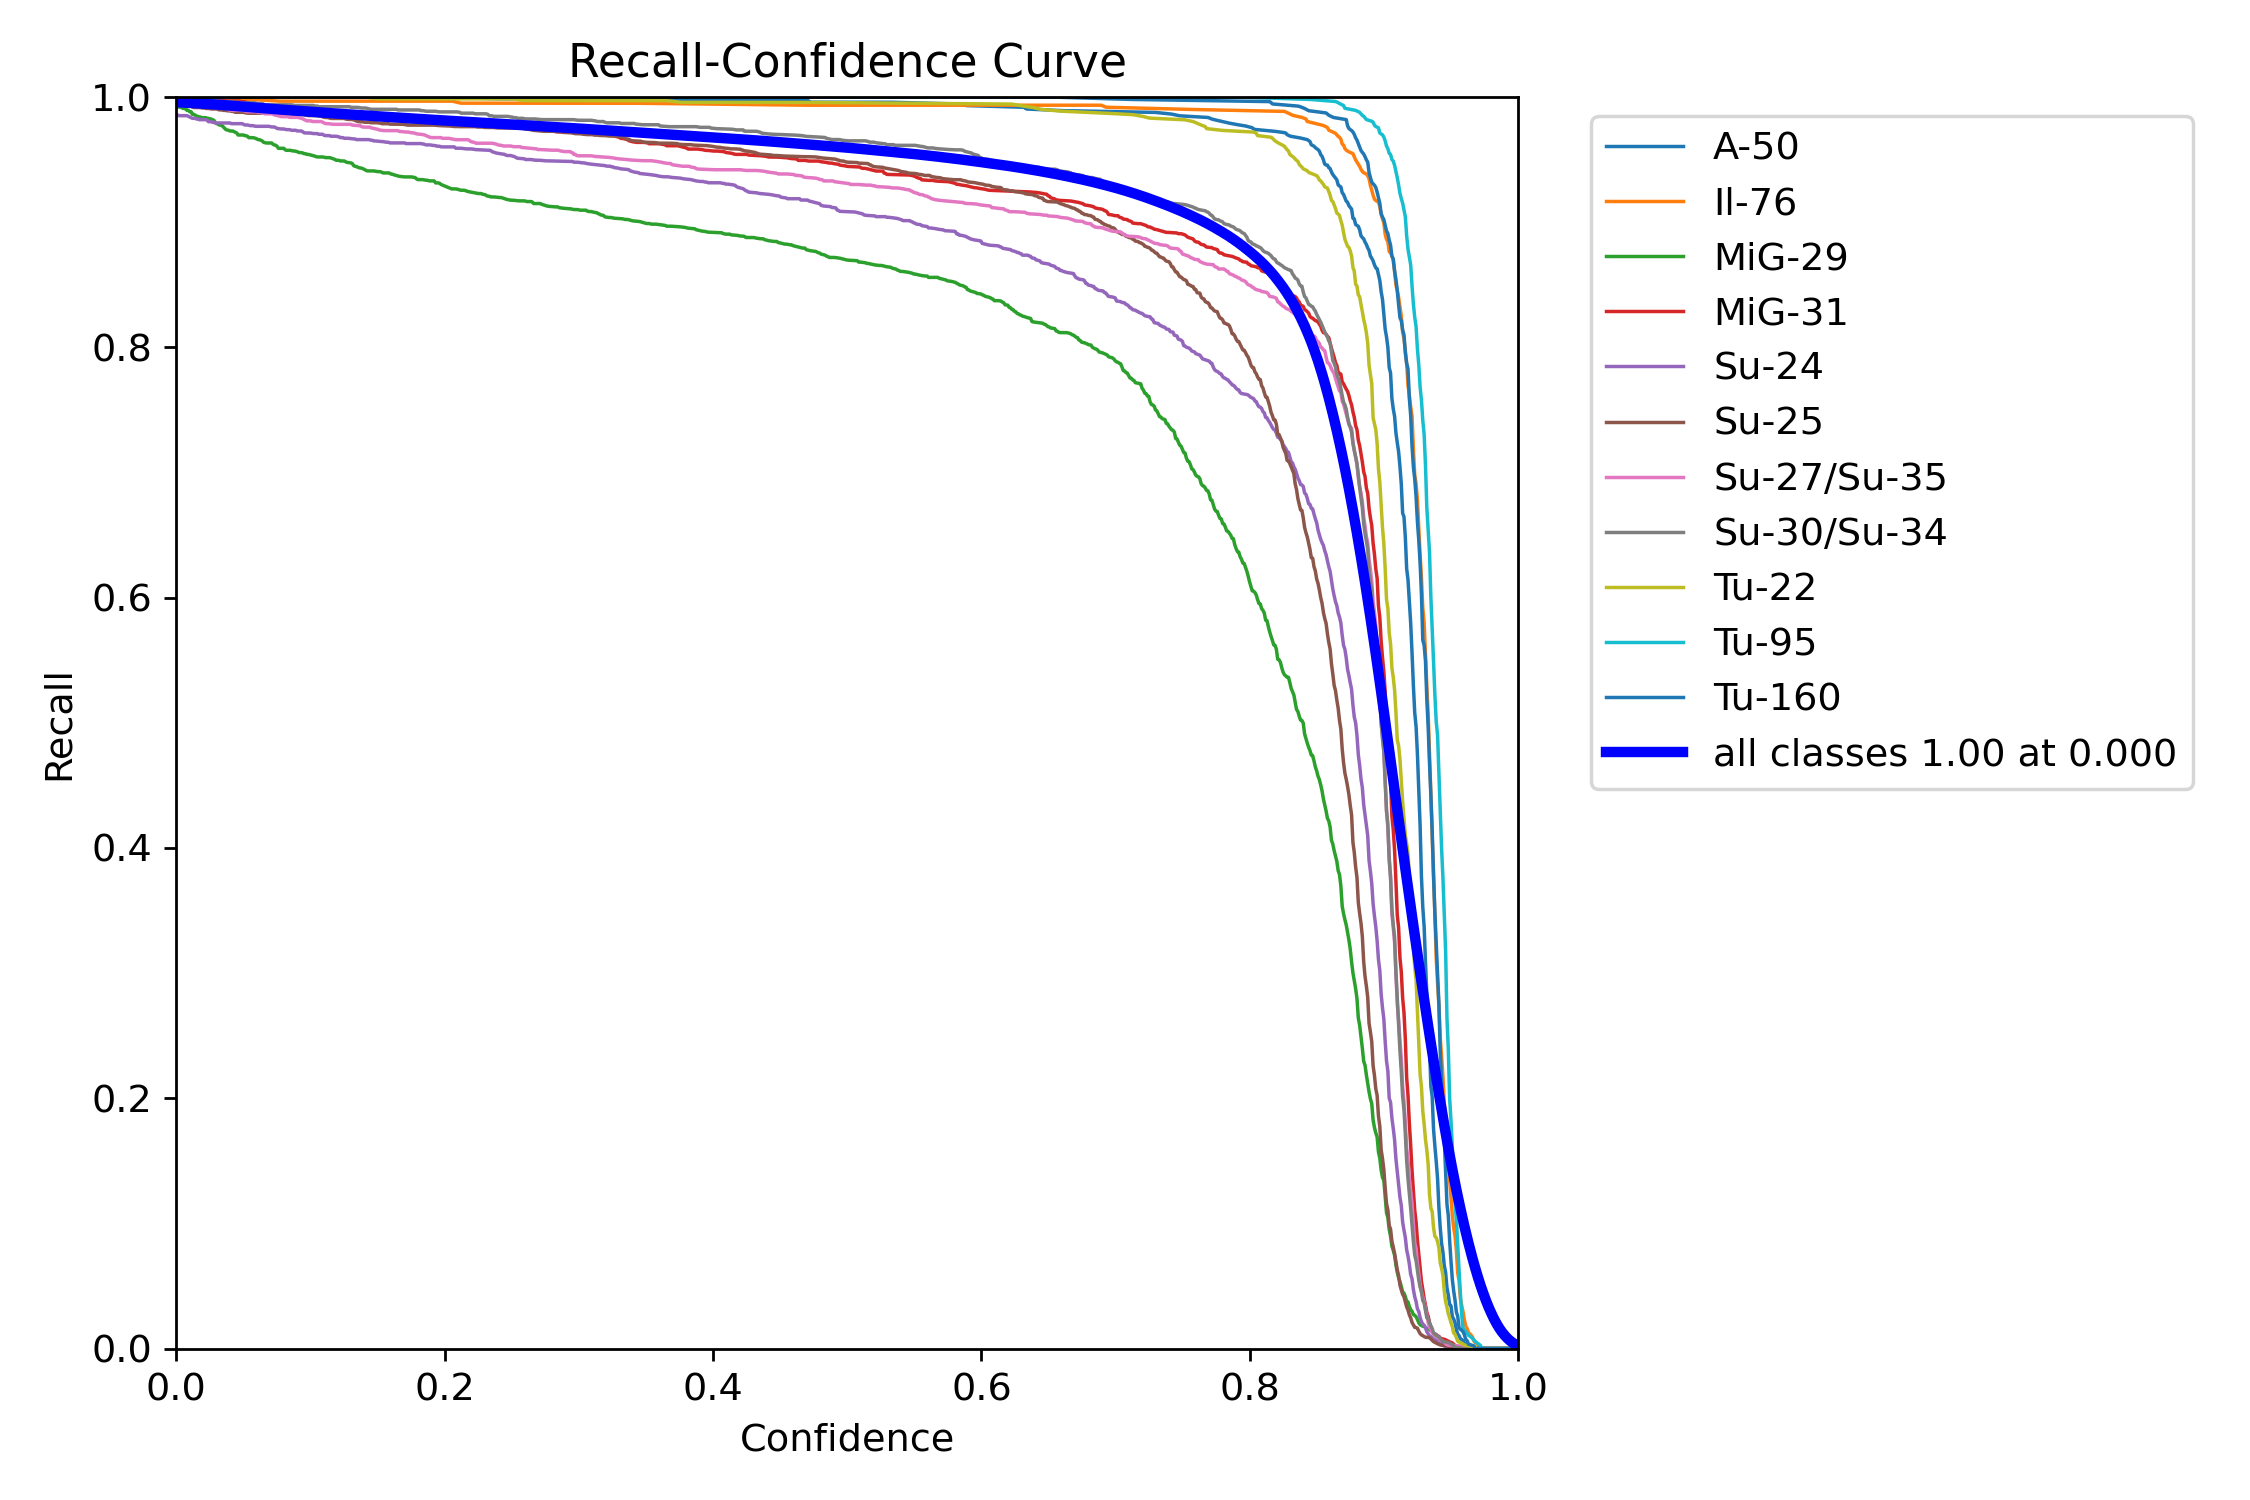 Recall-Confidence Curve
1.0
0.8
0.6
0.4
0.2
0.0
Recall
0.0 0.2 0.4 0.6 0.8 1.0
Confidence
A-50
Il-76
MiG-29
MiG-31
Su-24
Su-25
Su-27/Su-35
Su-30/Su-34
Tu-22
Tu-95
Tu-160
all classes 1.00 at 0.000